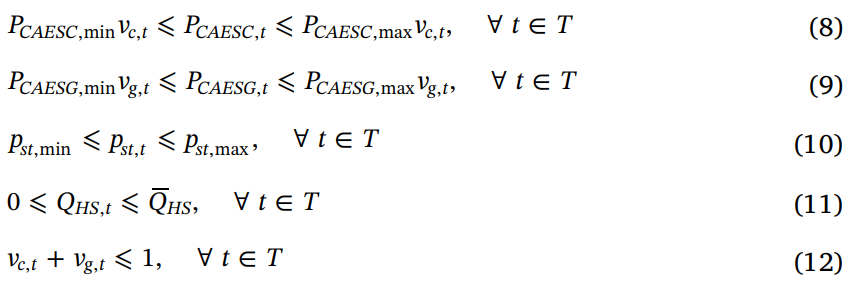 P_{CAESC,min} v_{c,t} ⩽ P_{CAESC,t} ⩽ P_{CAESC,max} v_{c,t}, ∀ t ∈ T (8)
P_{CAESG,min} v_{g,t} ⩽ P_{CAESG,t} ⩽ P_{CAESG,max} v_{g,t}, ∀ t ∈ T (9)
p_{st,min} ⩽ p_{st,t} ⩽ p_{st,max}, ∀ t ∈ T (10)
0 ⩽ Q_{HS,t} ⩽ Q̅_{HS}, ∀ t ∈ T (11)
v_{c,t} + v_{g,t} ⩽ 1, ∀ t ∈ T (12)